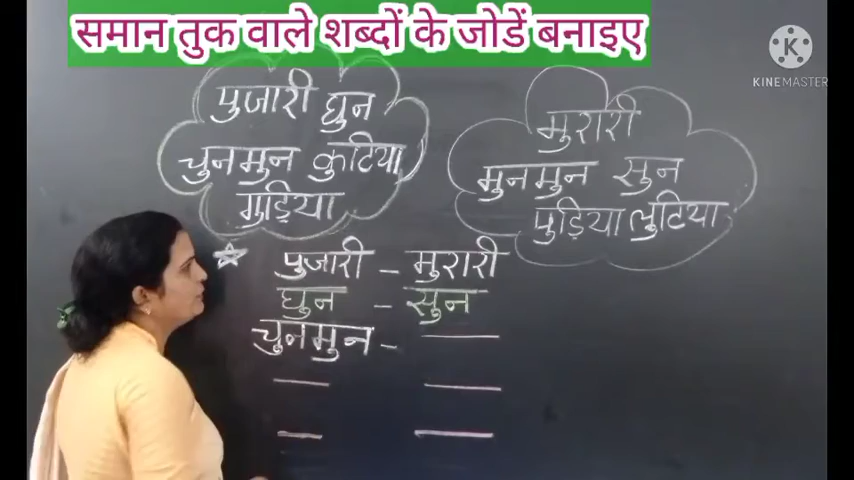 समान तुक वाले शब्दों के जोडें बनाइए
K
KINEMASTER
पुजारी घुन
चुनमुन कुटिया
गुड़िया
मुरारी
मुनमुन सुन
पुड़िया लुटिया
पुजारी - मुरारी
घुन - सुन
चुनमुन -